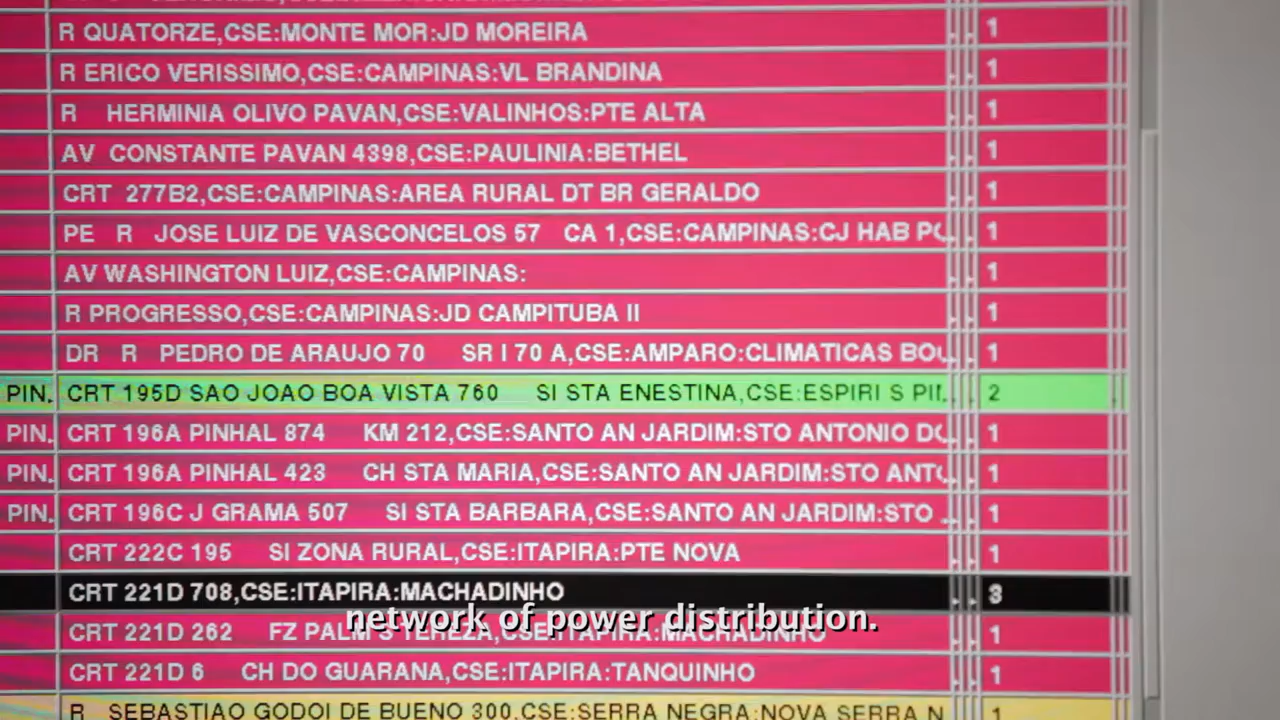 R QUATORZE,CSE:MONTE MOR:JD MOREIRA 1
R ERICO VERISSIMO,CSE:CAMPINAS:VL BRANDINA .. 1
R HERMINIA OLIVO PAVAN,CSE:VALINHOS:PTE ALTA .. 1
AV CONSTANTE PAVAN 4398,CSE:PAULINIA:BETHEL .. 1
CRT 277B2,CSE:CAMPINAS:AREA RURAL DT BR GERALDO .. 1
PE R JOSE LUIZ DE VASCONCELOS 57 CA 1,CSE:CAMPINAS:CJ HAB .. 1
AV WASHINGTON LUIZ,CSE:CAMPINAS: .. 1
R PROGRESSO,CSE:CAMPINAS:JD CAMPITUBA II .. 1
DR R PEDRO DE ARAUJO 70 SR I 70 A,CSE:AMPARO:CLIMATICAS .. 1
PIN. CRT 195D SAO JOAO BOA VISTA 760 SI STA ENESTINA,CSE:ESPIRI S .. 2
PIN. CRT 196A PINHAL 874 KM 212,CSE:SANTO AN JARDIM:STO ANTONIO .. 1
PIN. CRT 196A PINHAL 423 CH STA MARIA,CSE:SANTO AN JARDIM:STO .. 1
PIN. CRT 196C J GRAMA 507 SI STA BARBARA,CSE:SANTO AN JARDIM:STO .. 1
CRT 222C 195 SI ZONA RURAL,CSE:ITAPIRA:PTE NOVA .. 1
CRT 221D 708,CSE:ITAPIRA:MACHADINHO .. 3
network of power distribution.
CRT 221D 262 FZ TEREZA,CSE:ITAPIRA:MACHADINHO .. 1
CRT 221D 6 CH DO GUARANA,CSE:ITAPIRA:TANQUINHO .. 1
R SEBASTIAO GODOI DE BUENO 300,CSE:SERRA NEGRA:NOVA SERRA N 1